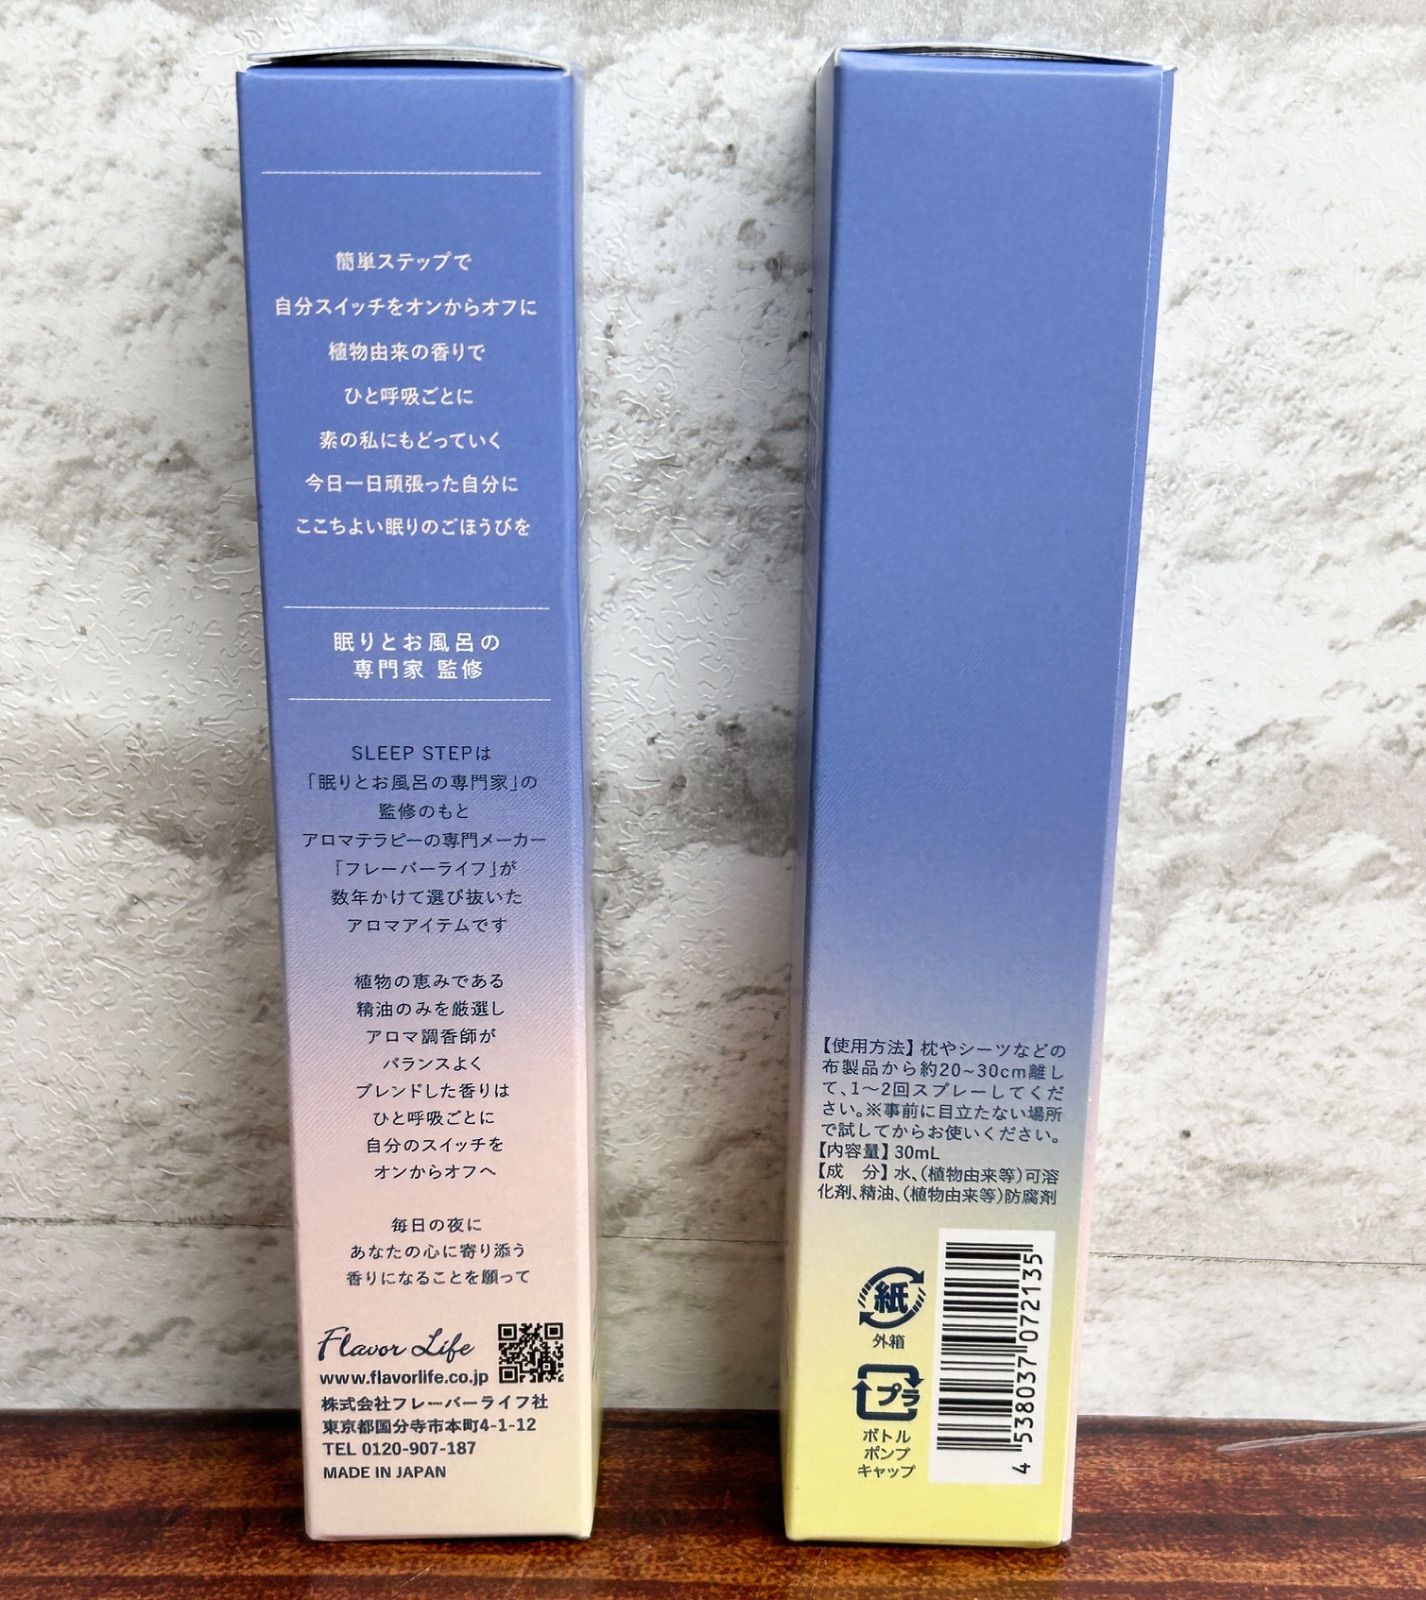 簡単ステップで
自分スイッチをオンからオフに
植物由来の香りで
ひと呼吸ごとに
素の私にもどっていく
今日一日頑張った自分に
ここちよい眠りのごほうびを
眠りとお風呂の
専門家 監修
SLEEP STEPは
「眠りとお風呂の専門家」の
監修のもと
アロマテラピーの専門メーカー
「フレーバーライフ」が
数年かけて選び抜いた
アロマアイテムです
植物の恵みである
精油のみを厳選し
アロマ調香師が
バランスよく
ブレンドした香りは
ひと呼吸ごとに
自分のスイッチを
オンからオフへ
毎日の夜に
あなたの心に寄り添う
香りになることを願って
Flavor Life
www.flavorlife.co.jp
株式会社フレーバーライフ社
東京都国分寺市本町4-1-12
TEL 0120-907-187
MADE IN JAPAN
【使用方法】枕やシーツなどの
布製品から約20~30cm離し
て、1〜2回スプレーしてくだ
さい。※事前に目立たない場所
で試してからお使いください。
【内容量】30mL
【成　分】水、(植物由来等)可溶
化剤、精油、(植物由来等)防腐剤
紙
外箱
プラ
ボトル
ポンプ
キャップ
4 538037 072135